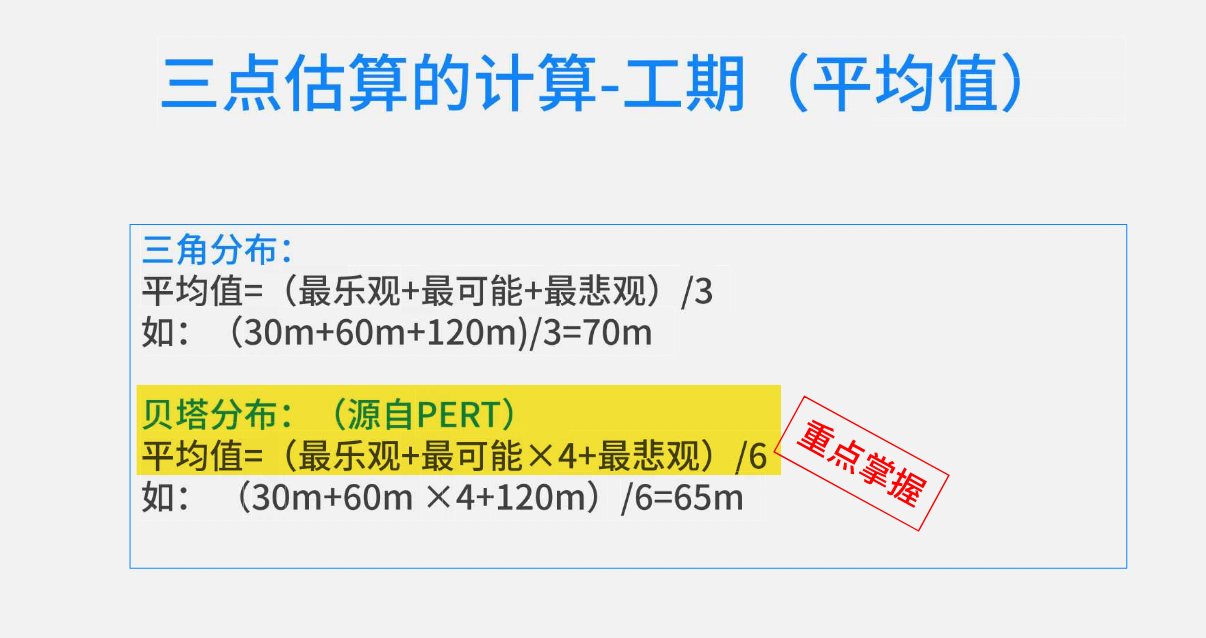 三点估算的计算-工期（平均值）
三角分布：
平均值=（最乐观+最可能+最悲观）/3
如：（30m+60m+120m)/3=70m
贝塔分布：（源自PERT）
平均值=（最乐观+最可能×4+最悲观）/6
如：（30m+60m ×4+120m）/6=65m
重点掌握